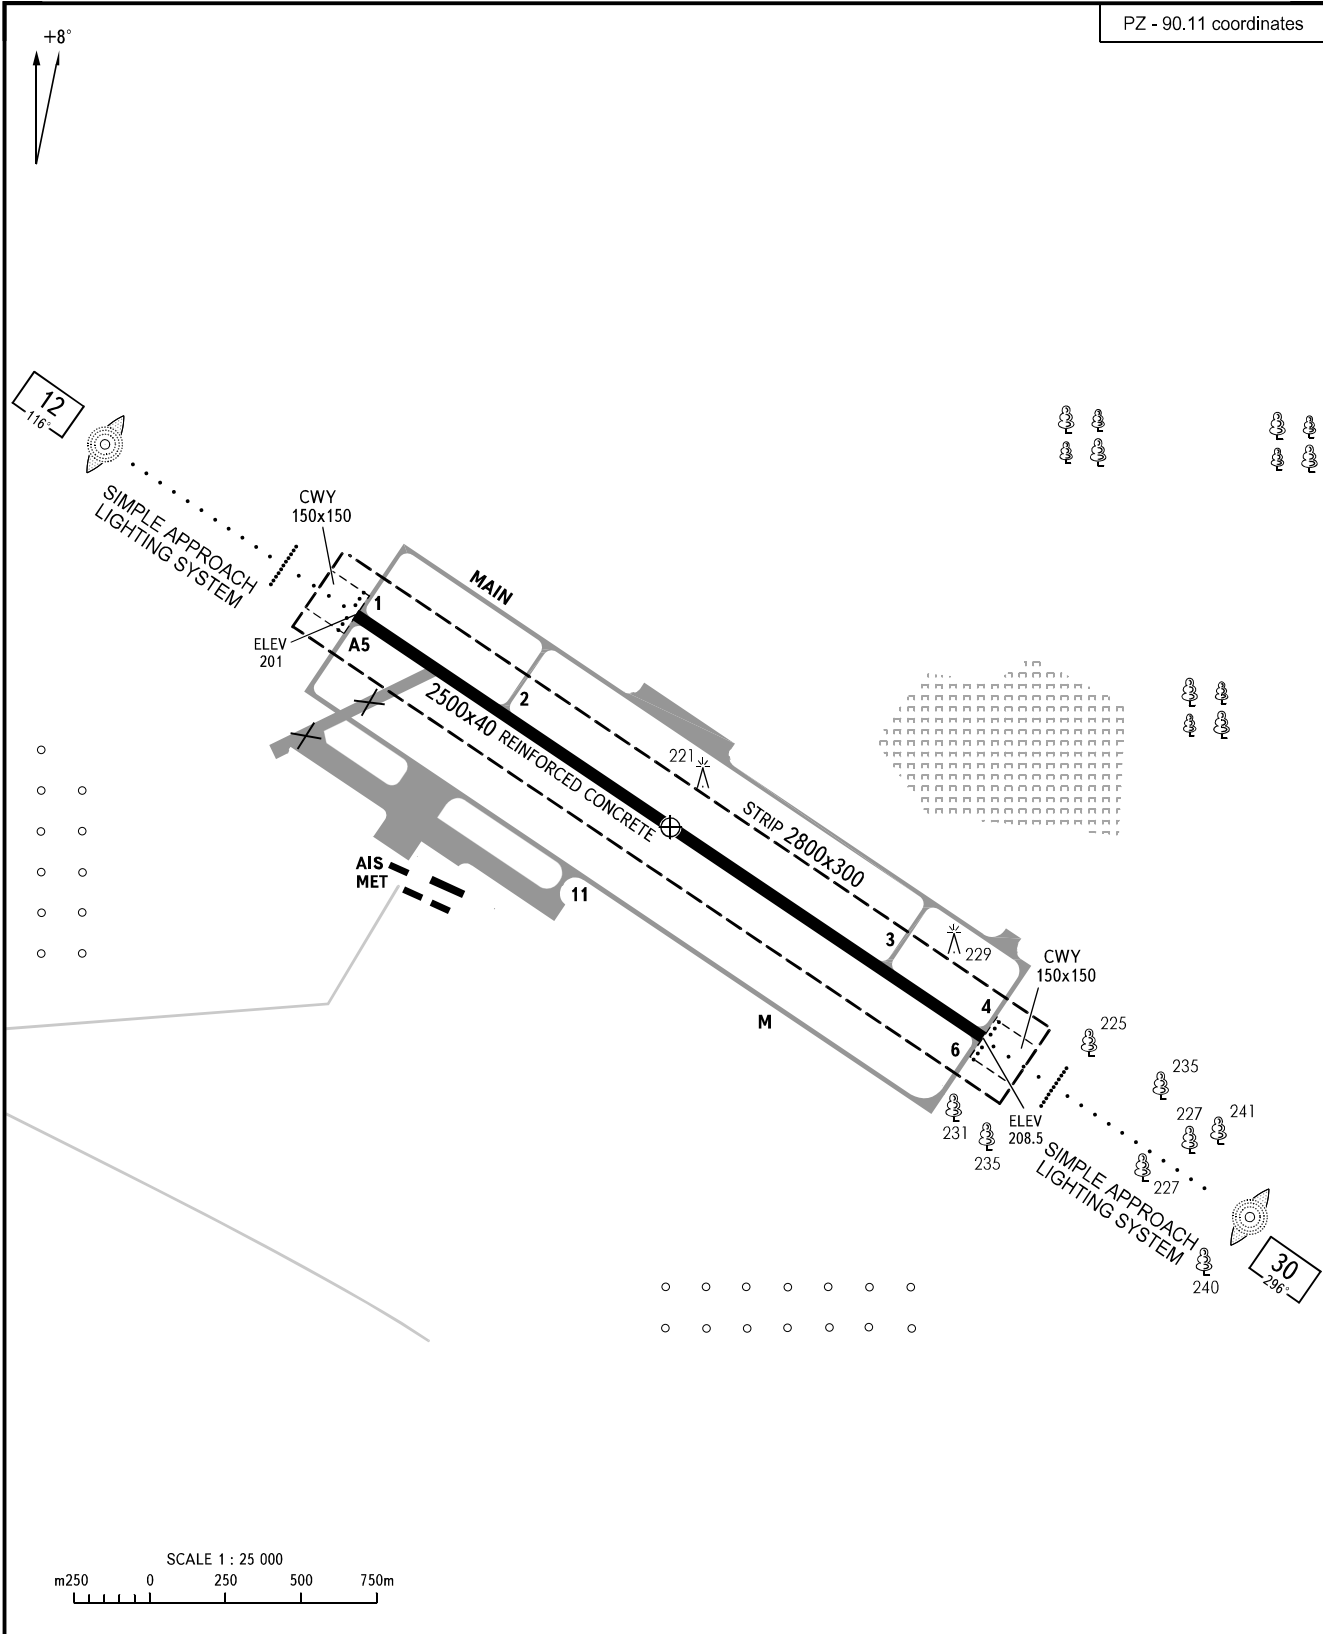 PZ - 90.11 coordinates
+8°
12
116°
SIMPLE APPROACH
LIGHTING SYSTEM
CWY
150x150
MAIN
1
A5
ELEV
201
2
2500x40 REINFORCED CONCRETE
221
STRIP 2800x300
AIS
MET
11
3
229
CWY
150x150
4
M
6
225
235
227
241
231
235
ELEV
208.5
227
SIMPLE APPROACH
LIGHTING SYSTEM
240
30
296°
SCALE 1 : 25 000
m250 0 250 500 750m